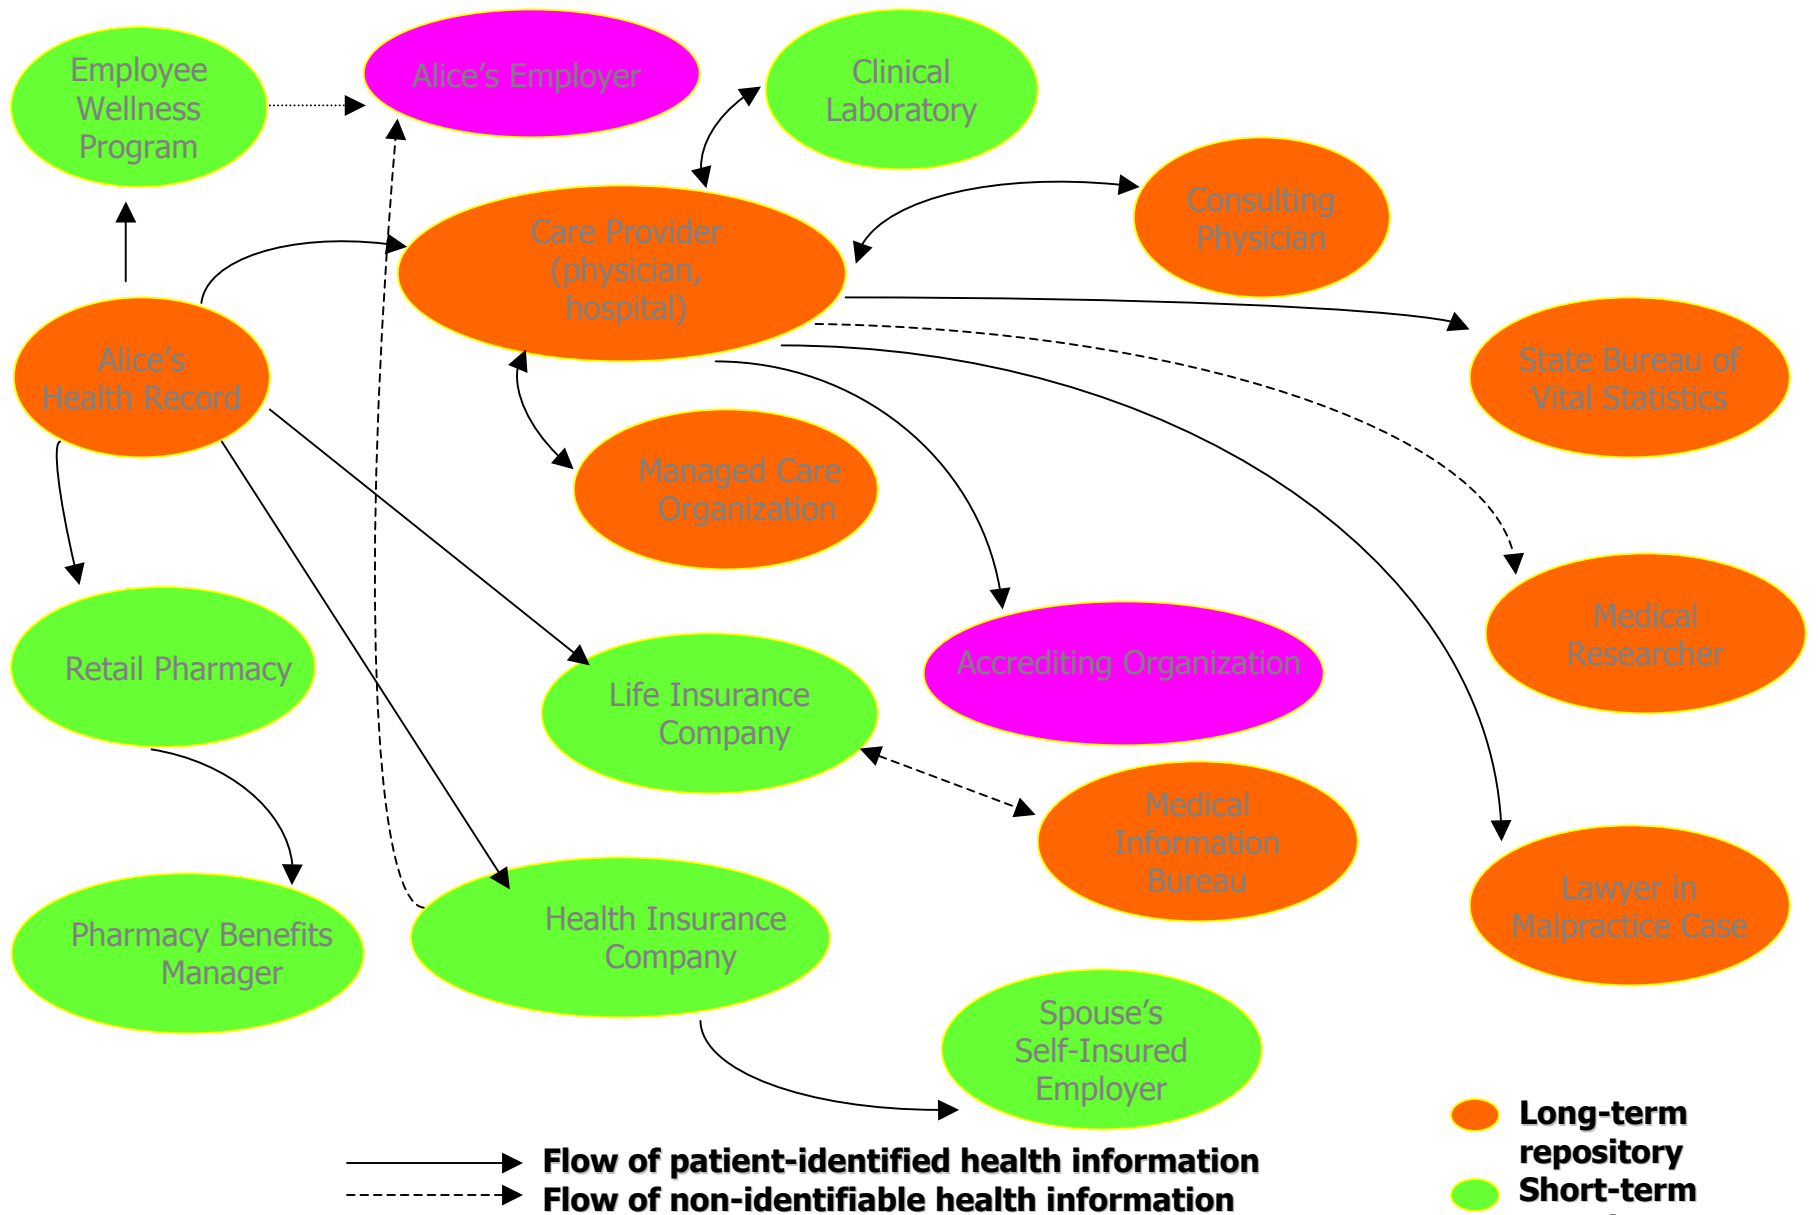 Employee
Wellness
Program
Alice's Employer
Clinical
Laboratory
Consulting
Physician
Care Provider
(physician,
hospital)
Alice's
Health Record
State Bureau of
Vital Statistics
Managed Care
Organization
Medical
Researcher
Retail Pharmacy
Life Insurance
Company
Accrediting Organization
Medical
Information
Bureau
Lawyer in
Malpractice Case
Pharmacy Benefits
Manager
Health Insurance
Company
Spouse's
Self-Insured
Employer
Long-term
repository
Short-term
Flow of patient-identified health information
Flow of non-identifiable health information